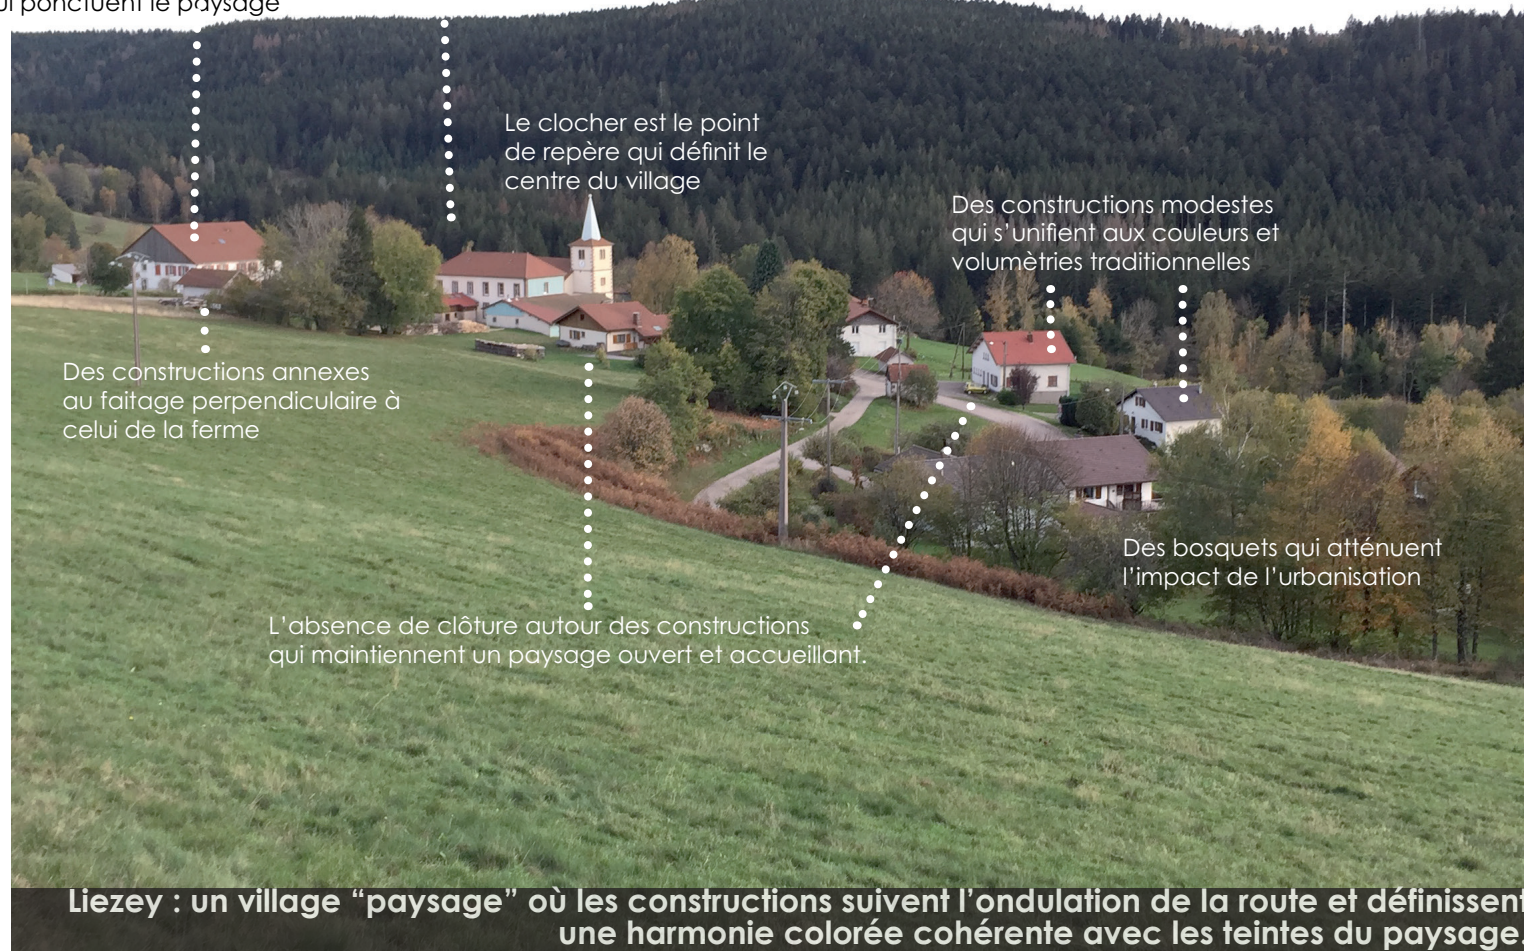 ponctuent le paysage
Le clocher est le point
de repère qui définit le
centre du village
Des constructions modestes
qui s’unifient aux couleurs et
volumètries traditionnelles
Des constructions annexes
au faitage perpendiculaire à
celui de la ferme
Des bosquets qui atténuent
l’impact de l’urbanisation
L’absence de clôture autour des constructions
qui maintiennent un paysage ouvert et accueillant.
Liezey : un village “paysage” où les constructions suivent l’ondulation de la route et définissent
une harmonie colorée cohérente avec les teintes du paysage